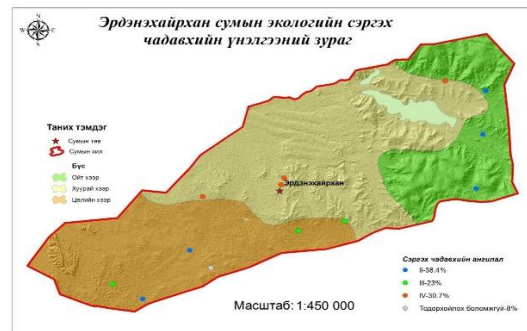 Эрдэнэхайрхан сумын экологийн сэргэх
чадавхийн үнэлгээний зураг
N
W
E
S
Таних тэмдэг
Сумын төв
Сумын хил
Бүс
Ойт хээр
Хуурай хээр
Цөлийн хээр
Эрдэнэхайрхан
Масштаб: 1:450 000
Сэргэх чадавхийн ангилал
II-38.4%
III-23%
IV-30.7%
Тодорхойлох боломжгүй-8%